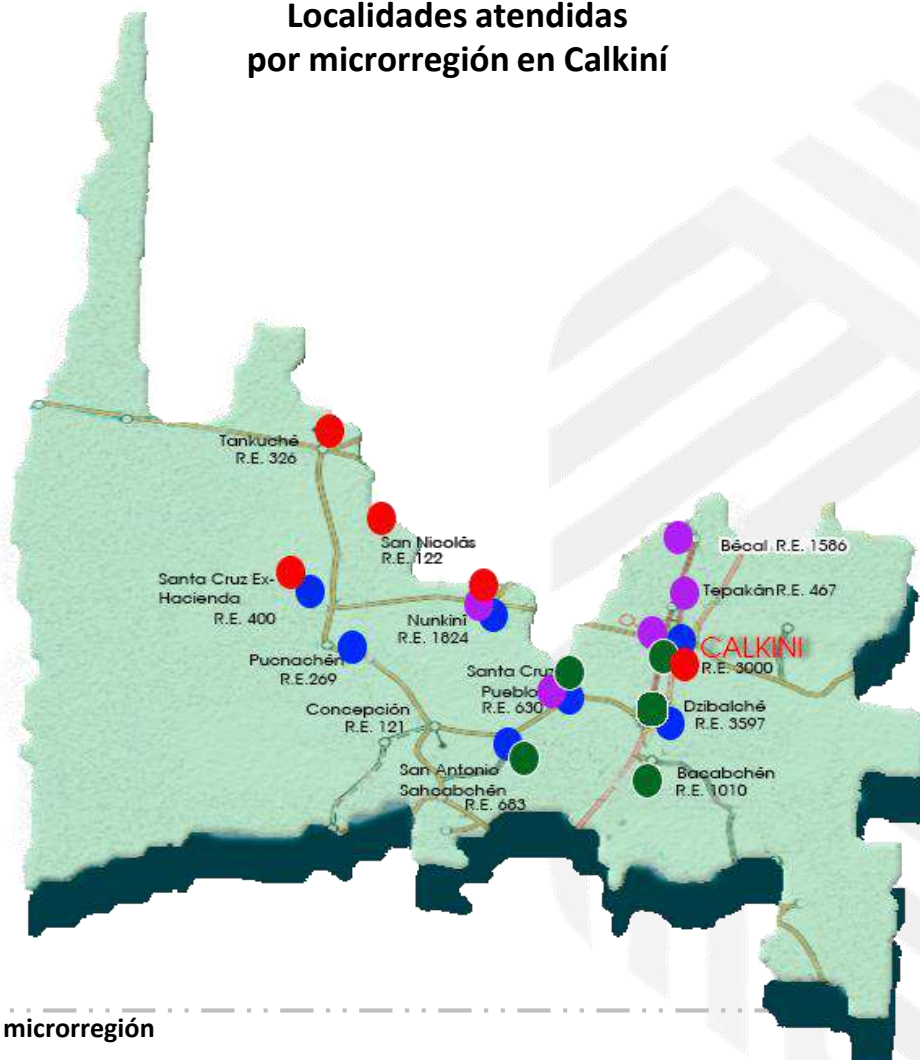 Localidades atendidas
por microrregión en Calkiní
Tankuché
R.E. 326
San Nicolás
R.E. 122
Santa Cruz Ex-
Hacienda
R.E. 400
Nunkiní
R.E. 1824
Pucnachén
R.E.269
Concepción
R.E. 121
Santa Cruz
Pueblo
R.E. 630
San Antonio
Sahcabchén
R.E. 683
Bécal R.E. 1586
Tepakán R.E. 467
CALKINI
R.E. 3000
Dzibalché
R.E. 3597
Bacabchén
R.E. 1010
microrregión